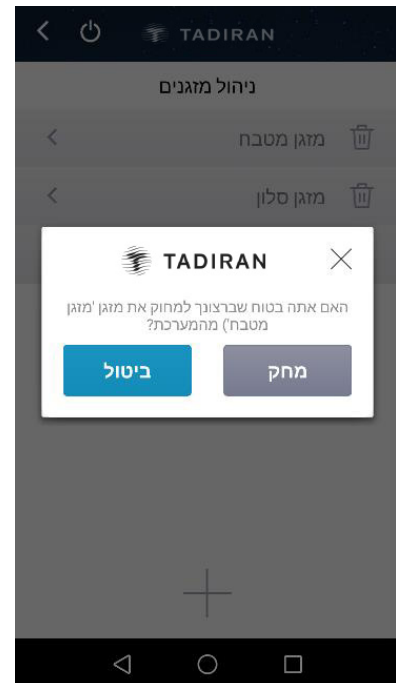 TADIRAN
ניהול מזגנים
מזגן מטבח
מזגן סלון
TADIRAN
האם אתה בטוח שברצונך למחוק את מזגן 'מזגן
מטבח') מהמערכת?
מחק
ביטול